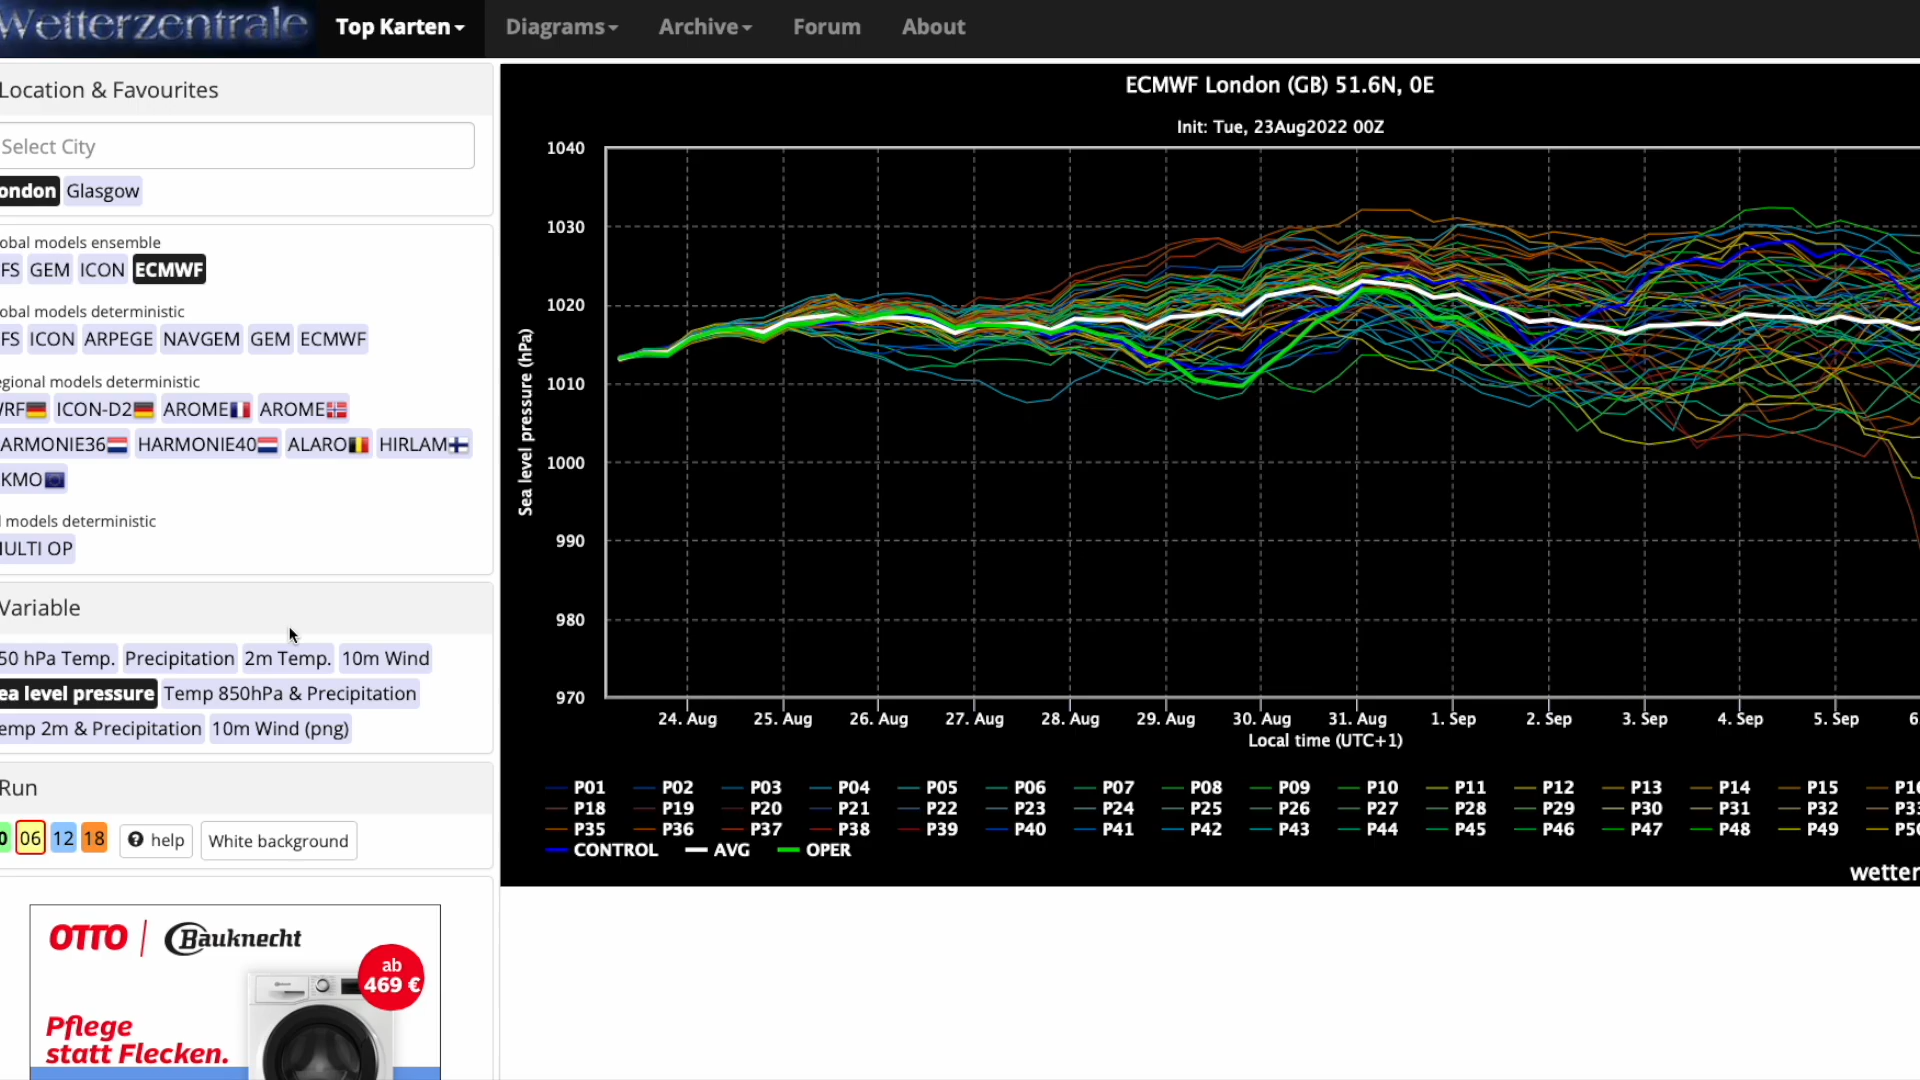 Wetterzentrale Top Karten Diagrams Archive Forum About
Location & Favourites
Select City
ondon Glasgow
obal models ensemble
FS GEM ICON ECMWF
obal models deterministic
FS ICON ARPEGE NAVGEM GEM ECMWF
egional models deterministic
RF ICON-D2 AROME AROME
ARMONIE36 HARMONIE40 ALARO HIRLAM
KMO
models deterministic
ULTI OP
Variable
50 hPa Temp. Precipitation 2m Temp. 10m Wind
ea level pressure Temp 850hPa & Precipitation
emp 2m & Precipitation 10m Wind (png)
Run
0 06 12 18 help White background
OTTO Bauknecht
ab
469 €
Pflege
statt Flecken.
ECMWF London (GB) 51.6N, 0E
Init: Tue, 23Aug2022 00Z
Sea level pressure (hPa)
1040
1030
1020
1010
1000
990
980
970
24. Aug 25. Aug 26. Aug 27. Aug 28. Aug 29. Aug 30. Aug 31. Aug 1. Sep 2. Sep 3. Sep 4. Sep 5. Sep 6
Local time (UTC+1)
P01 P02 P03 P04 P05 P06 P07 P08 P09 P10 P11 P12 P13 P14 P15 P16
P18 P19 P20 P21 P22 P23 P24 P25 P26 P27 P28 P29 P30 P31 P32 P33
P35 P36 P37 P38 P39 P40 P41 P42 P43 P44 P45 P46 P47 P48 P49 P50
CONTROL AVG OPER
wetter